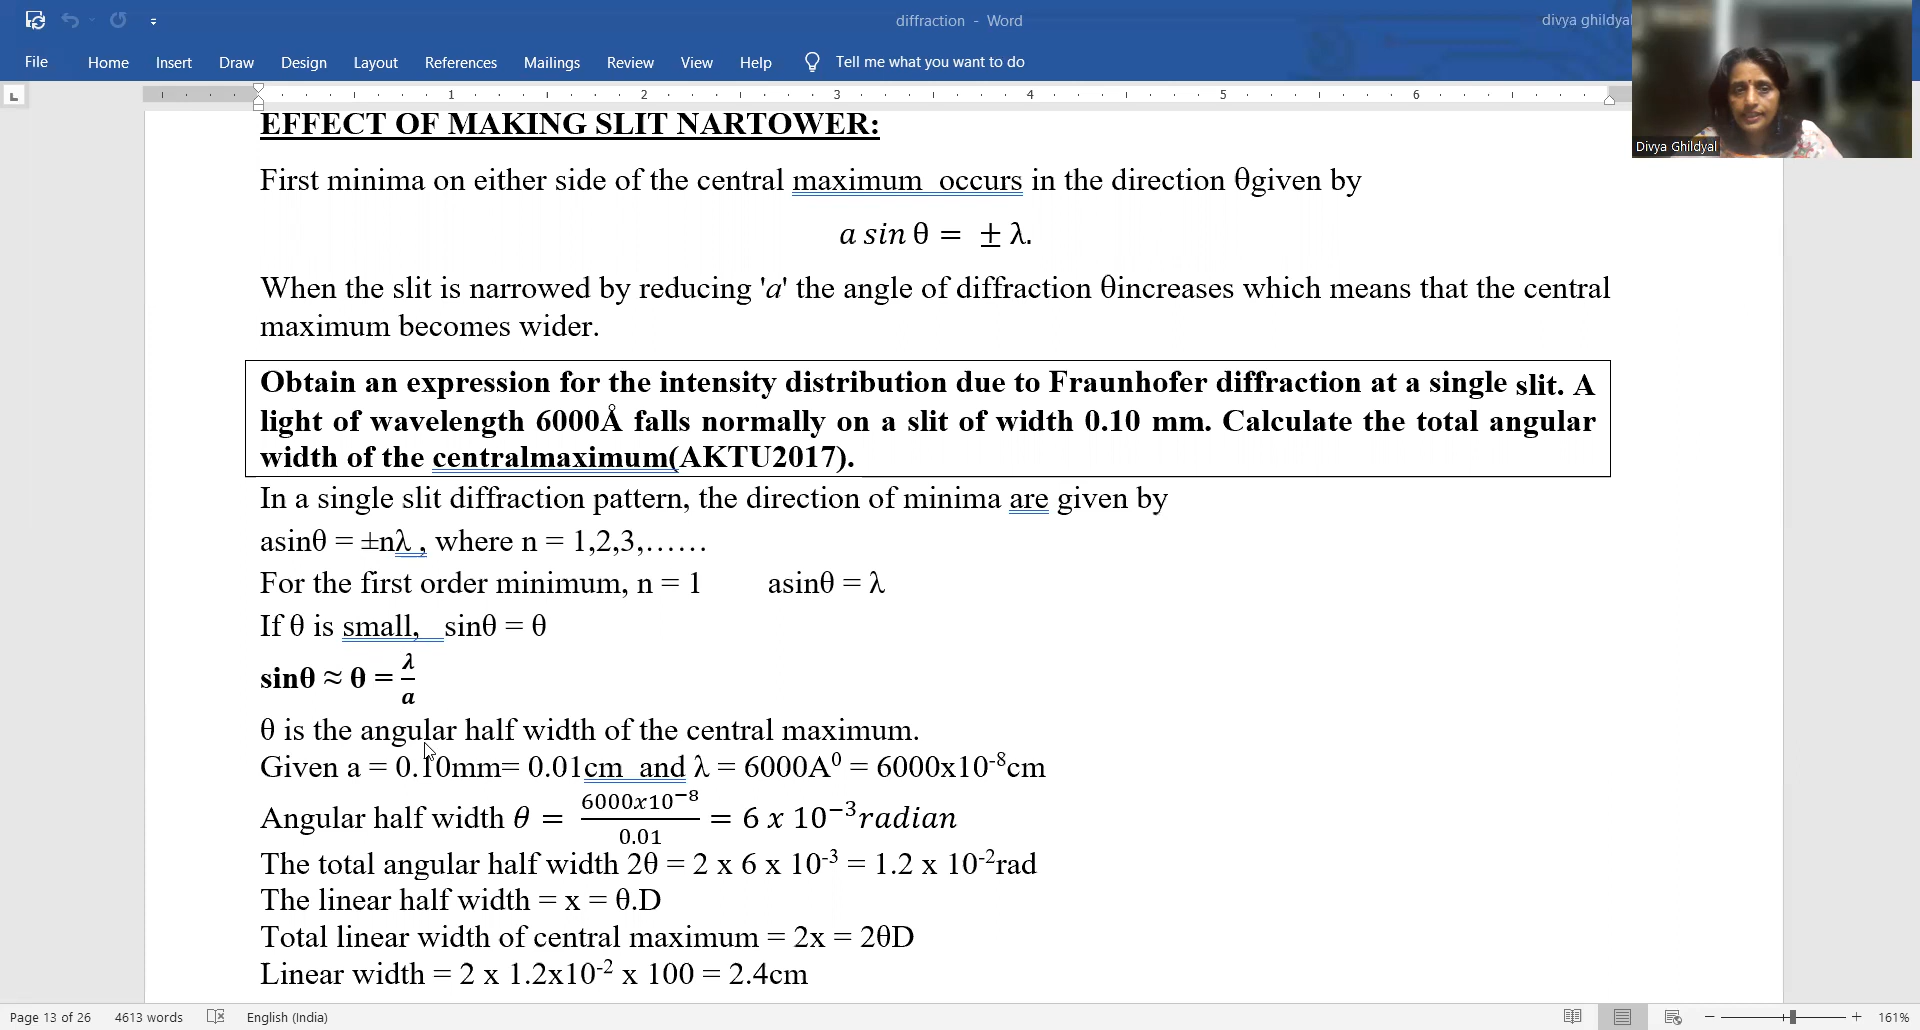 diffraction - Word
divya ghildyal
File Home Insert Draw Design Layout References Mailings Review View Help Tell me what you want to do
Divya Ghildyal
1 2 3 4 5 6
EFFECT OF MAKING SLIT NARTOWER:
First minima on either side of the central maximum occurs in the direction θgiven by
a sin θ = ± λ.
When the slit is narrowed by reducing 'a' the angle of diffraction θincreases which means that the central
maximum becomes wider.
Obtain an expression for the intensity distribution due to Fraunhofer diffraction at a single slit. A
light of wavelength 6000Å falls normally on a slit of width 0.10 mm. Calculate the total angular
width of the centralmaximum(AKTU2017).
In a single slit diffraction pattern, the direction of minima are given by
asinθ = ±nλ , where n = 1,2,3,……
For the first order minimum, n = 1 asinθ = λ
If θ is small, sinθ = θ
sinθ ≈ θ = λ/a
θ is the angular half width of the central maximum.
Given a = 0.10mm= 0.01cm and λ = 6000A⁰ = 6000x10⁻⁸cm
Angular half width θ = 6000x10⁻⁸/0.01 = 6 x 10⁻³radian
The total angular half width 2θ = 2 x 6 x 10⁻³ = 1.2 x 10⁻²rad
The linear half width = x = θ.D
Total linear width of central maximum = 2x = 2θD
Linear width = 2 x 1.2x10⁻² x 100 = 2.4cm
Page 13 of 26 4613 words English (India) 161%